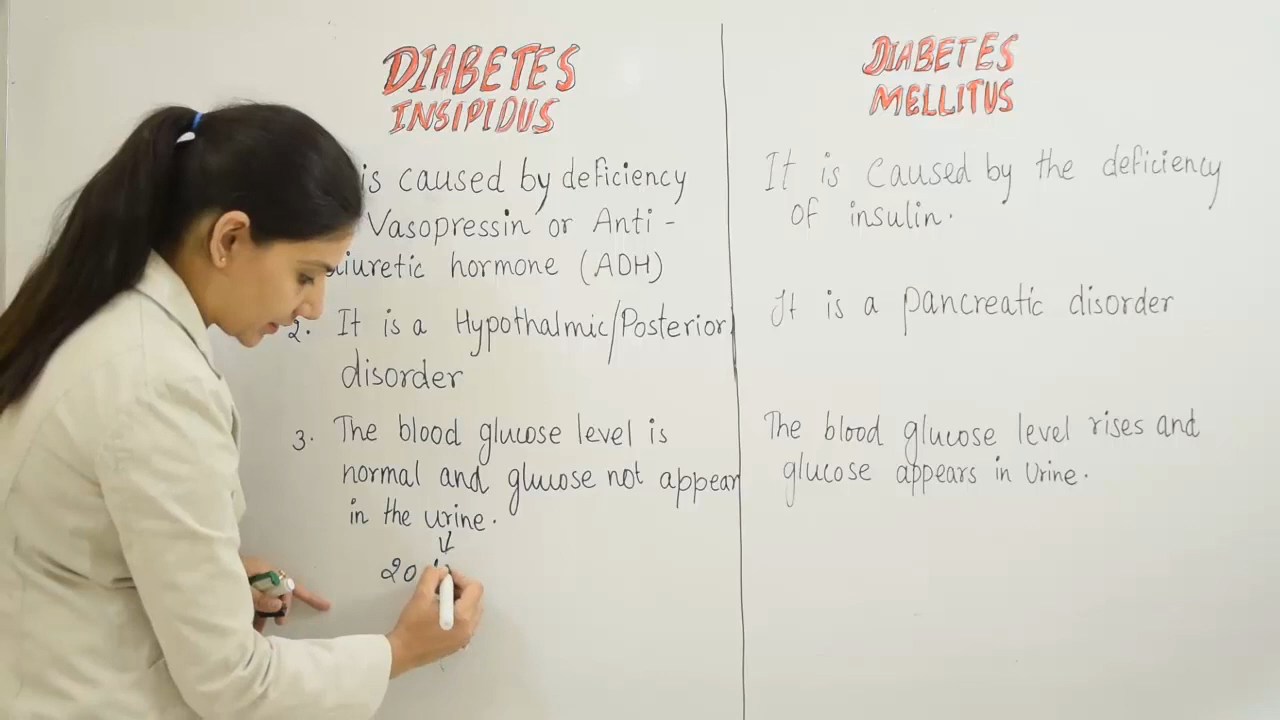 DIABETES
INSIPIDUS
is caused by deficiency
Vasopressin or Anti-
diuretic hormone (ADH)
2. It is a Hypothalmic/Posterior
disorder
3. The blood glucose level is
normal and glucose not appear
in the urine.
20
DIABETES
MELLITUS
It is caused by the deficiency
of insulin.
It is a pancreatic disorder
The blood glucose level rises and
glucose appears in Urine.